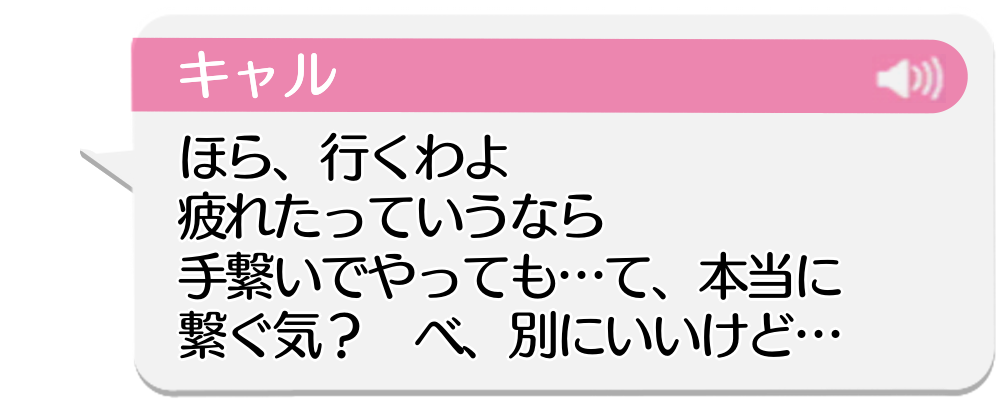 キャル
ほら、行くわよ
疲れたっていうなら
手繋いでやっても…て、本当に
繋ぐ気？　べ、別にいいけど…